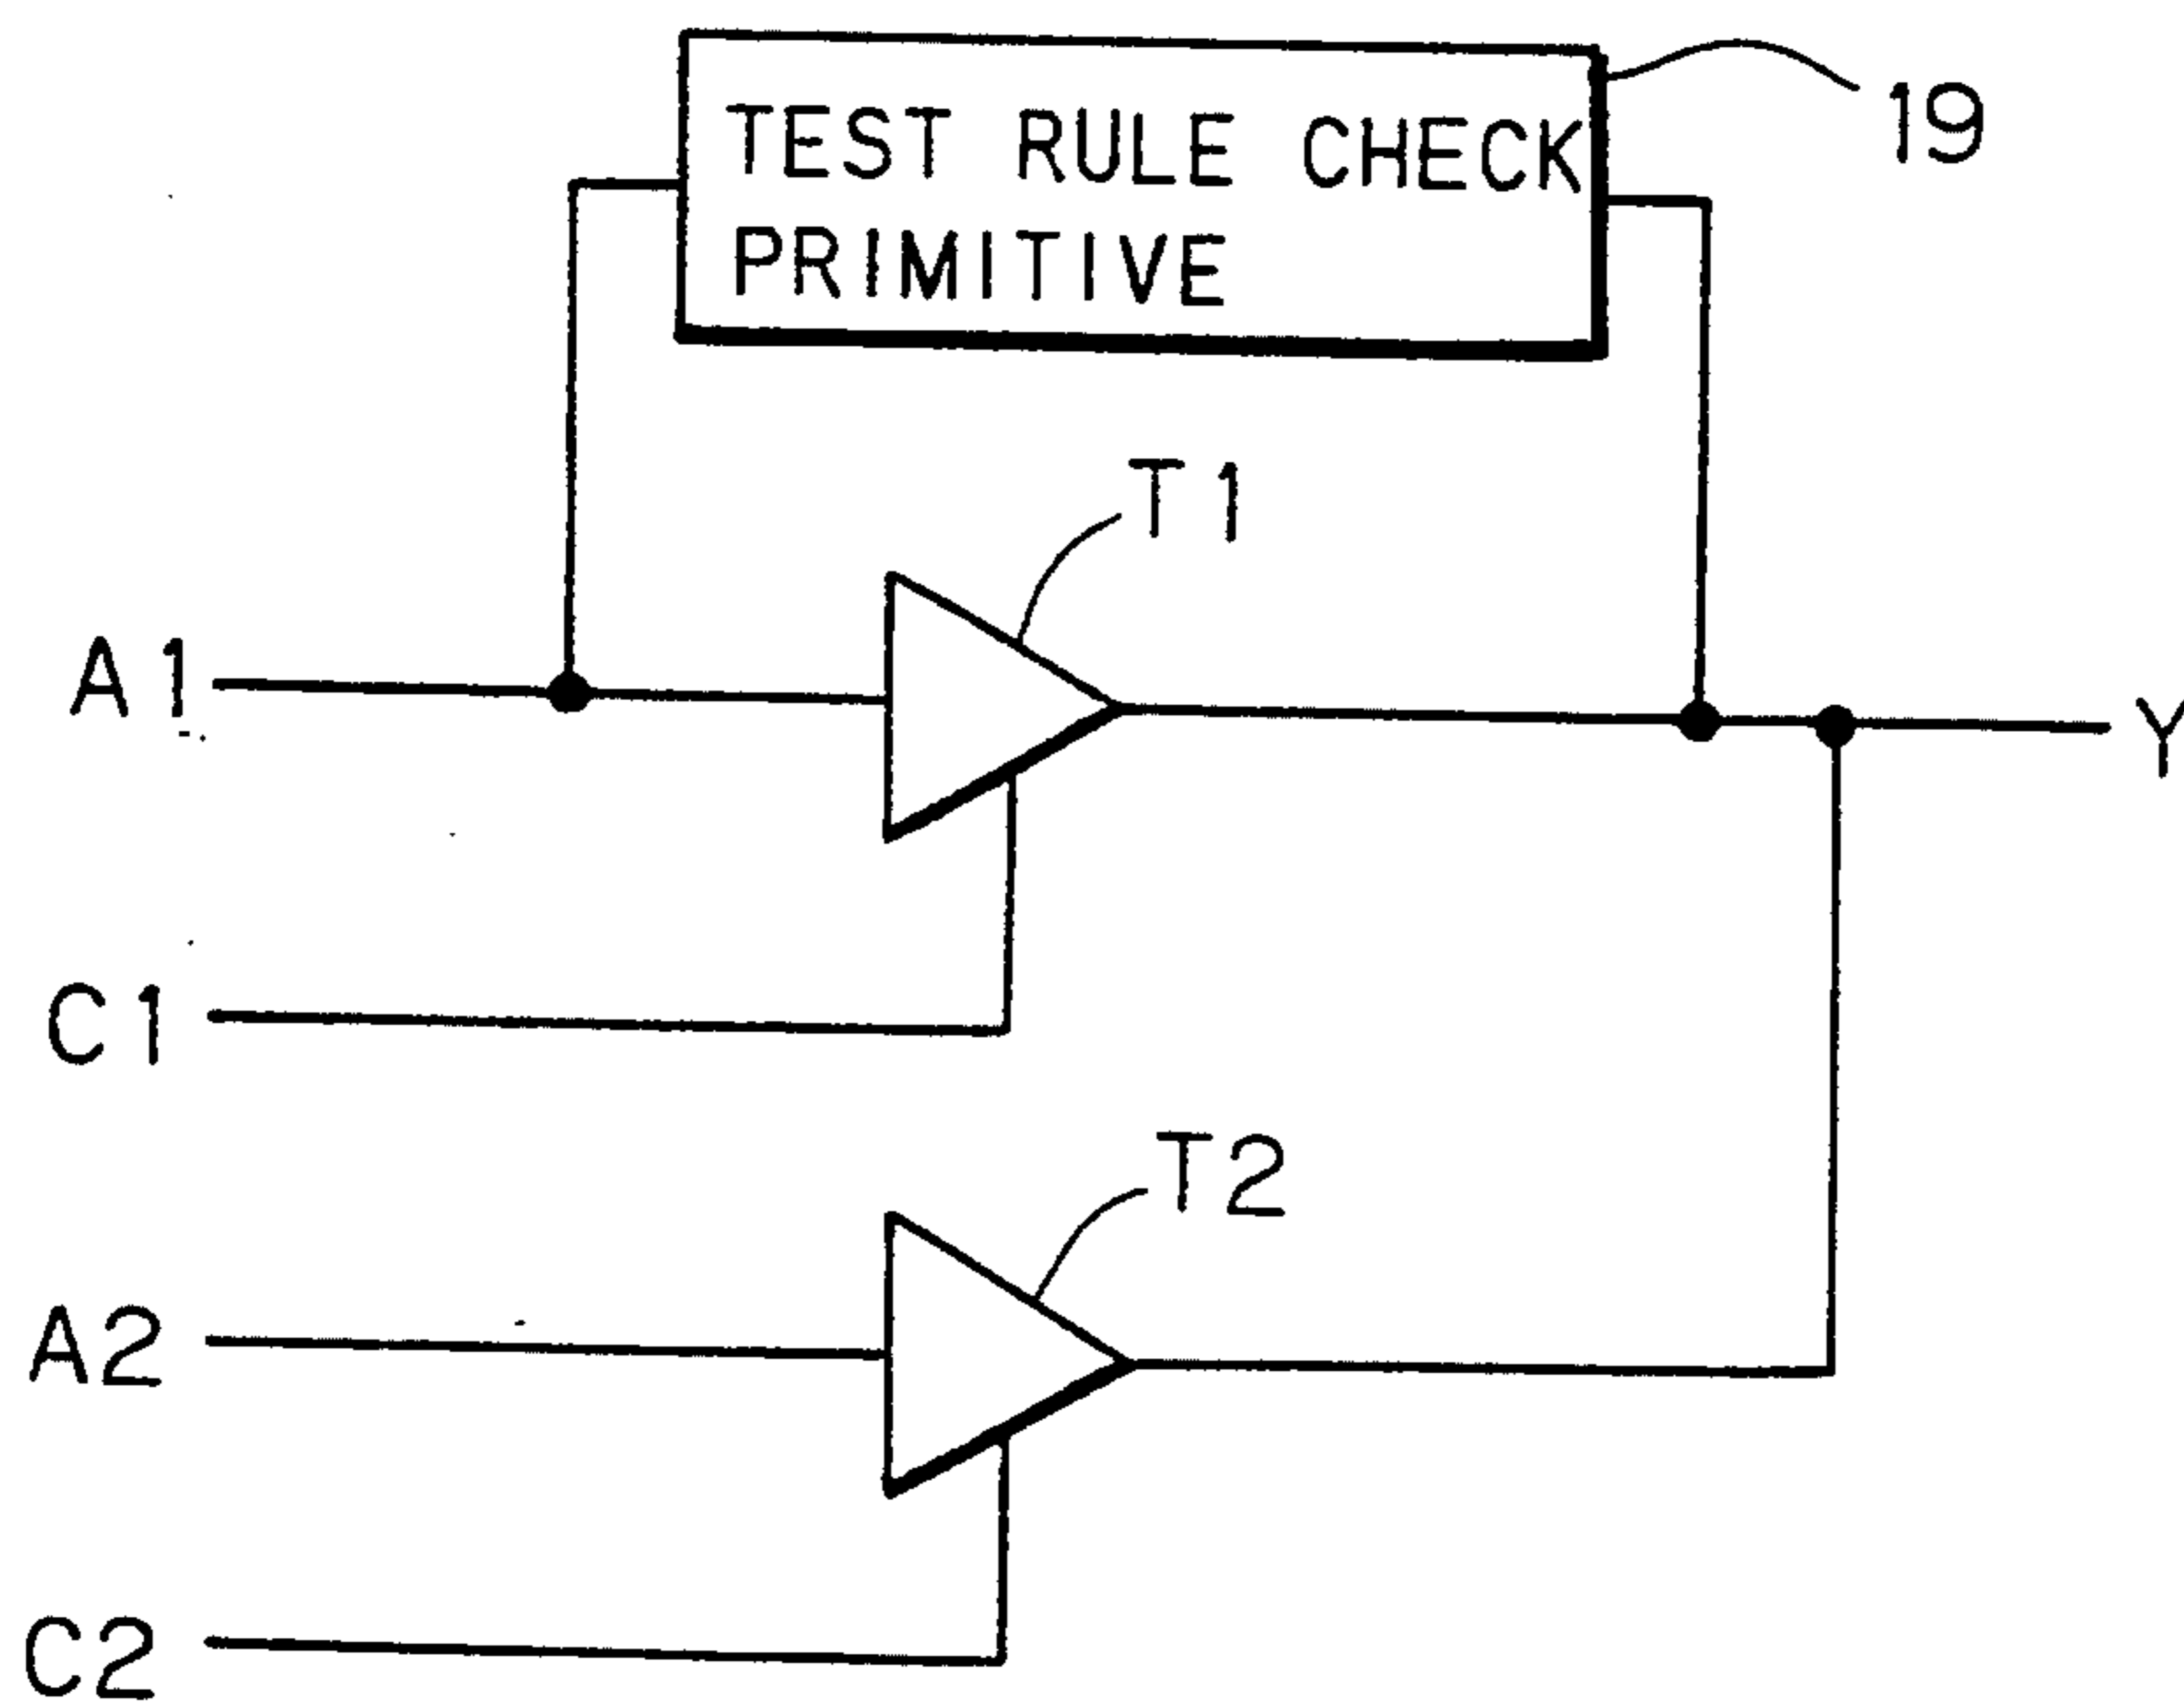 TEST RULE CHECK
PRIMITIVE
19
T1
A1
Y
C1
T2
A2
C2